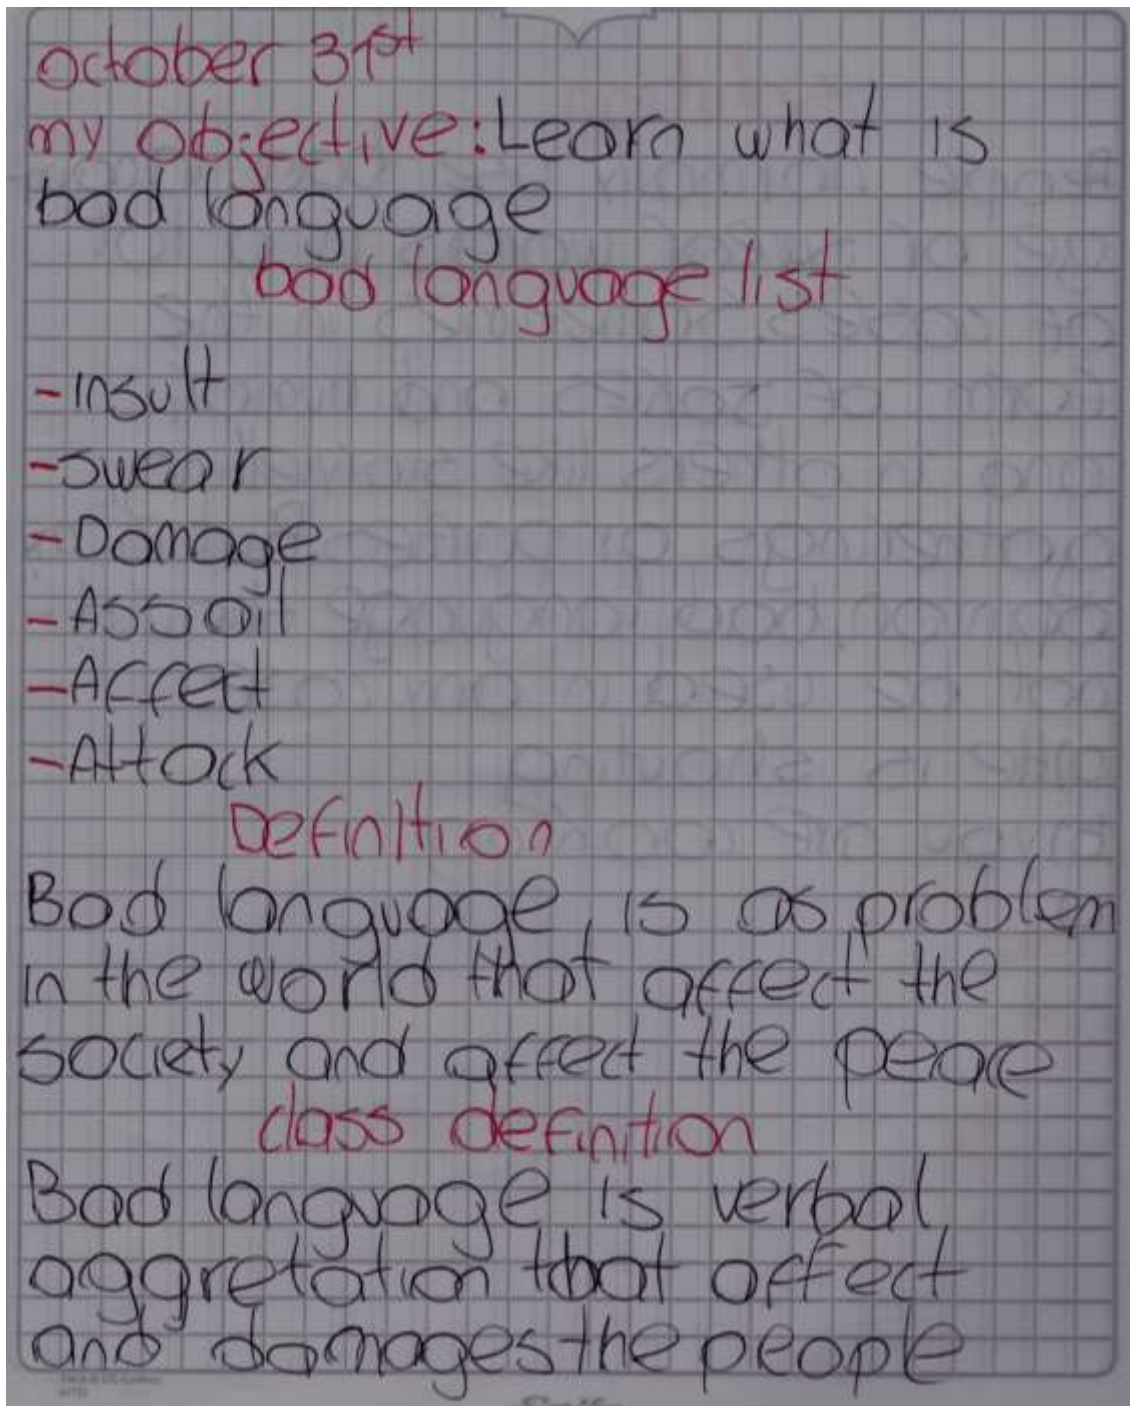 october 31st
my objective: Learn what is
bad language
bad language list
- Insult
- swear
- Damage
- Assail
- Affect
- Attack
Definition
Bad language, is as problem
in the world that affect the
society and affect the peace
class definition
Bad language is verbal
aggretation that affect
and damages the people